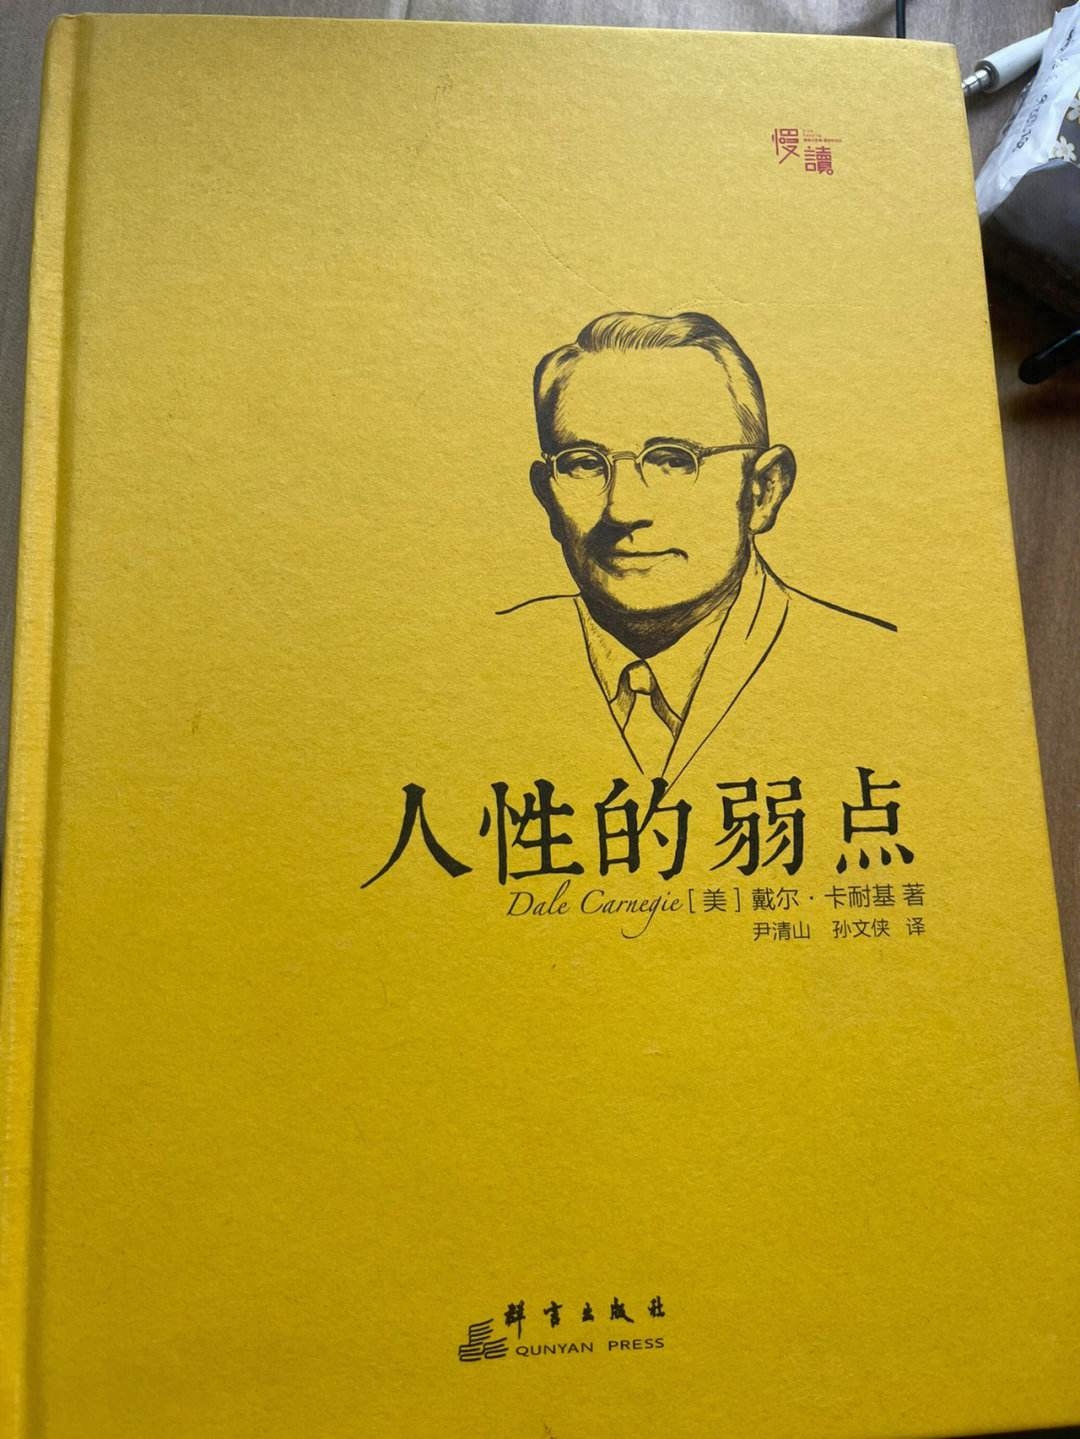 慢
讀
人性的弱点
Dale Carnegie [美] 戴尔·卡耐基 著
尹清山 孙文侠 译
群言出版社
QUNYAN PRESS